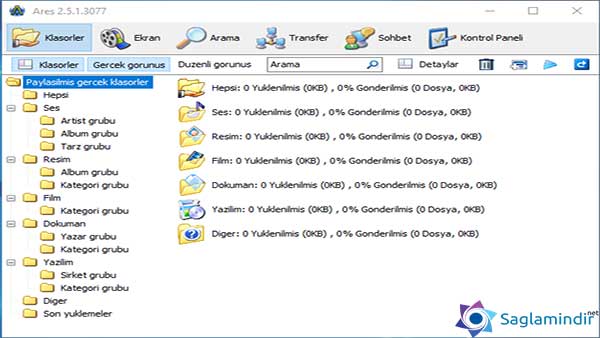 Ares 2.5.1.3077
Klasorler
Ekran
Arama
Transfer
Sohbet
Kontrol Paneli
Klasorler
Gercek gorunus
Duzenli gorunus
Arama
Detaylar
Paylasilmis gercek klasorler
Hepsi
Ses
Artist grubu
Album grubu
Tarz grubu
Resim
Album grubu
Kategori grubu
Film
Kategori grubu
Dokuman
Yazar grubu
Kategori grubu
Yazilim
Sirket grubu
Kategori grubu
Diger
Son yuklemeler
Hepsi: 0 Yuklenilmis (0KB) , 0% Gonderilmis (0 Dosya, 0KB)
Ses: 0 Yuklenilmis (0KB) , 0% Gonderilmis (0 Dosya, 0KB)
Resim: 0 Yuklenilmis (0KB) , 0% Gonderilmis (0 Dosya, 0KB)
Film: 0 Yuklenilmis (0KB) , 0% Gonderilmis (0 Dosya, 0KB)
Dokuman: 0 Yuklenilmis (0KB) , 0% Gonderilmis (0 Dosya, 0KB)
Yazilim: 0 Yuklenilmis (0KB) , 0% Gonderilmis (0 Dosya, 0KB)
Diger: 0 Yuklenilmis (0KB) , 0% Gonderilmis (0 Dosya, 0KB)
Saglamindir.net